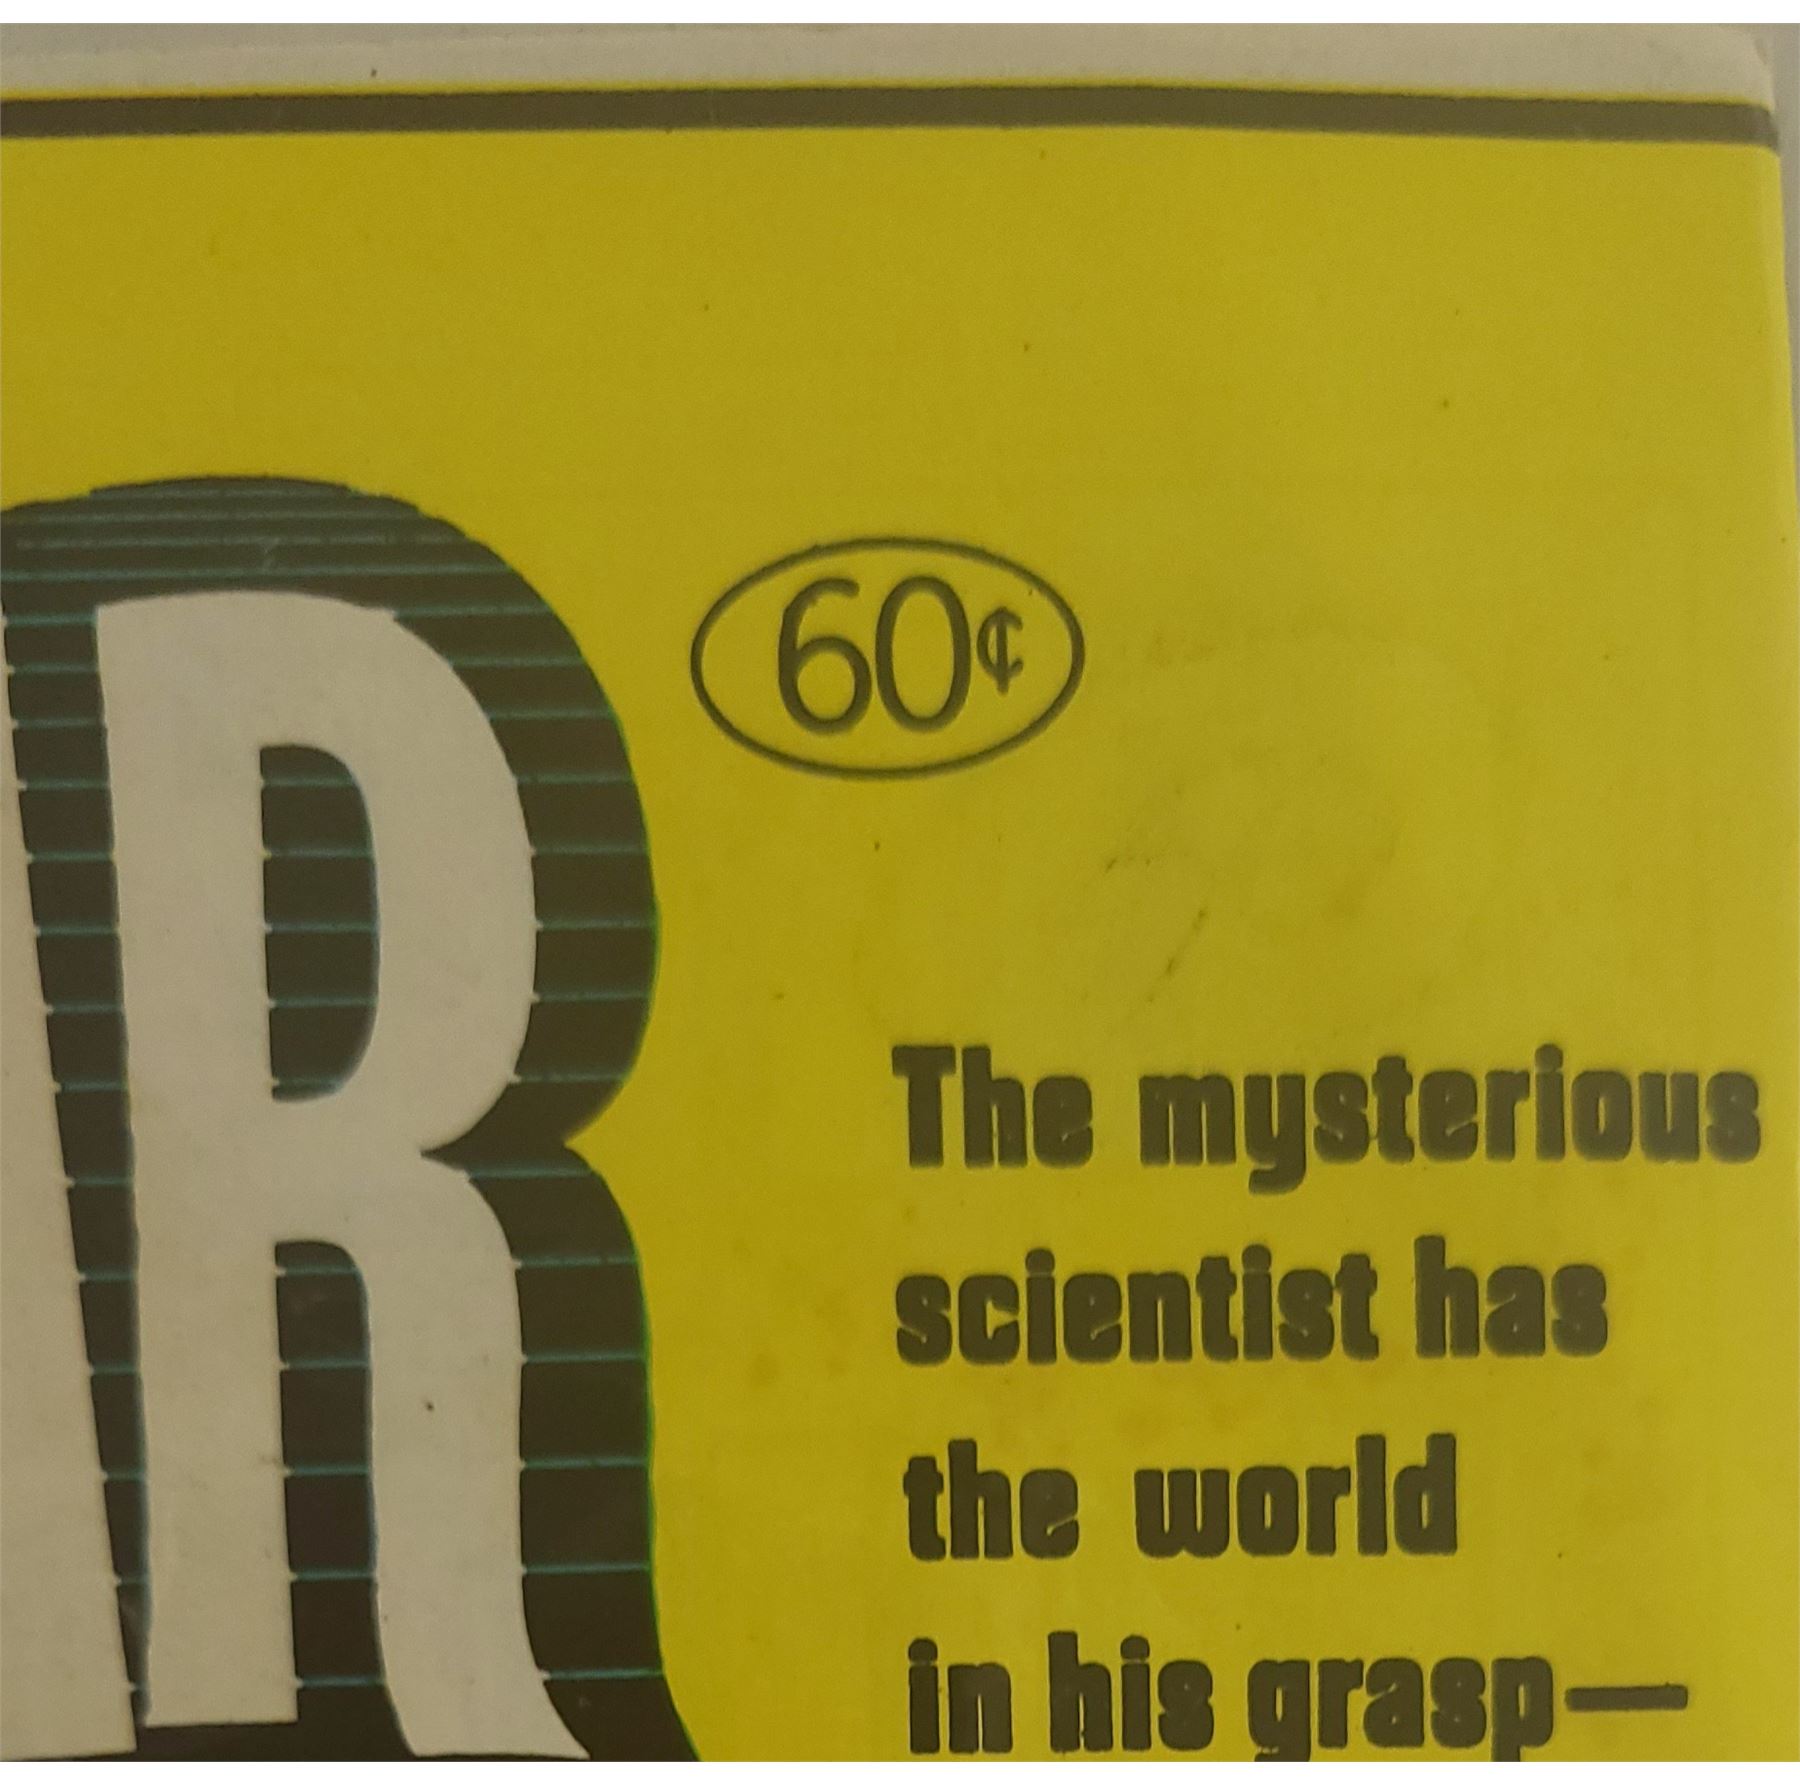 R
60¢
The mysterious
scientist has
the world
in his grasp—